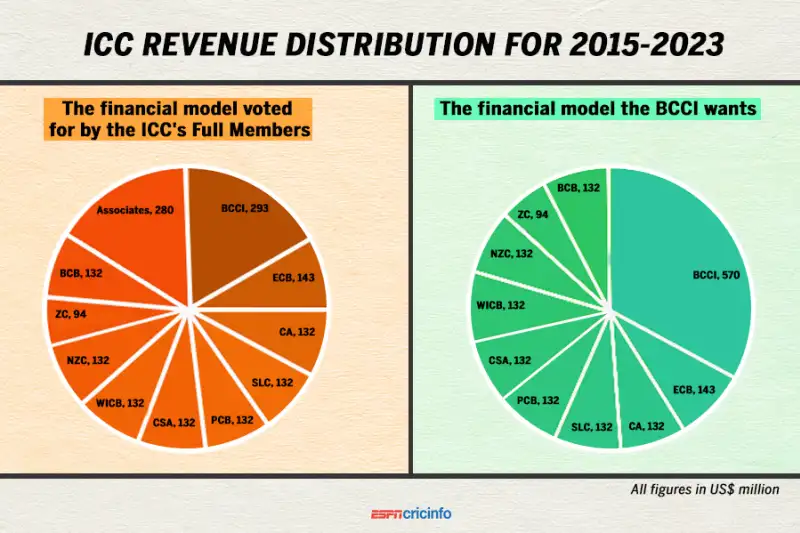 ICC REVENUE DISTRIBUTION FOR 2015-2023
The financial model voted
for by the ICC's Full Members
Associates, 280
BCCI, 293
BCB, 132
ECB, 143
ZC, 94
CA, 132
NZC, 132
SLC, 132
WICB, 132
CSA, 132
PCB, 132
The financial model the BCCI wants
BCB, 132
ZC, 94
NZC, 132
BCCI, 570
WICB, 132
CSA, 132
ECB, 143
PCB, 132
SLC, 132
CA, 132
All figures in US$ million
ESPNcricinfo